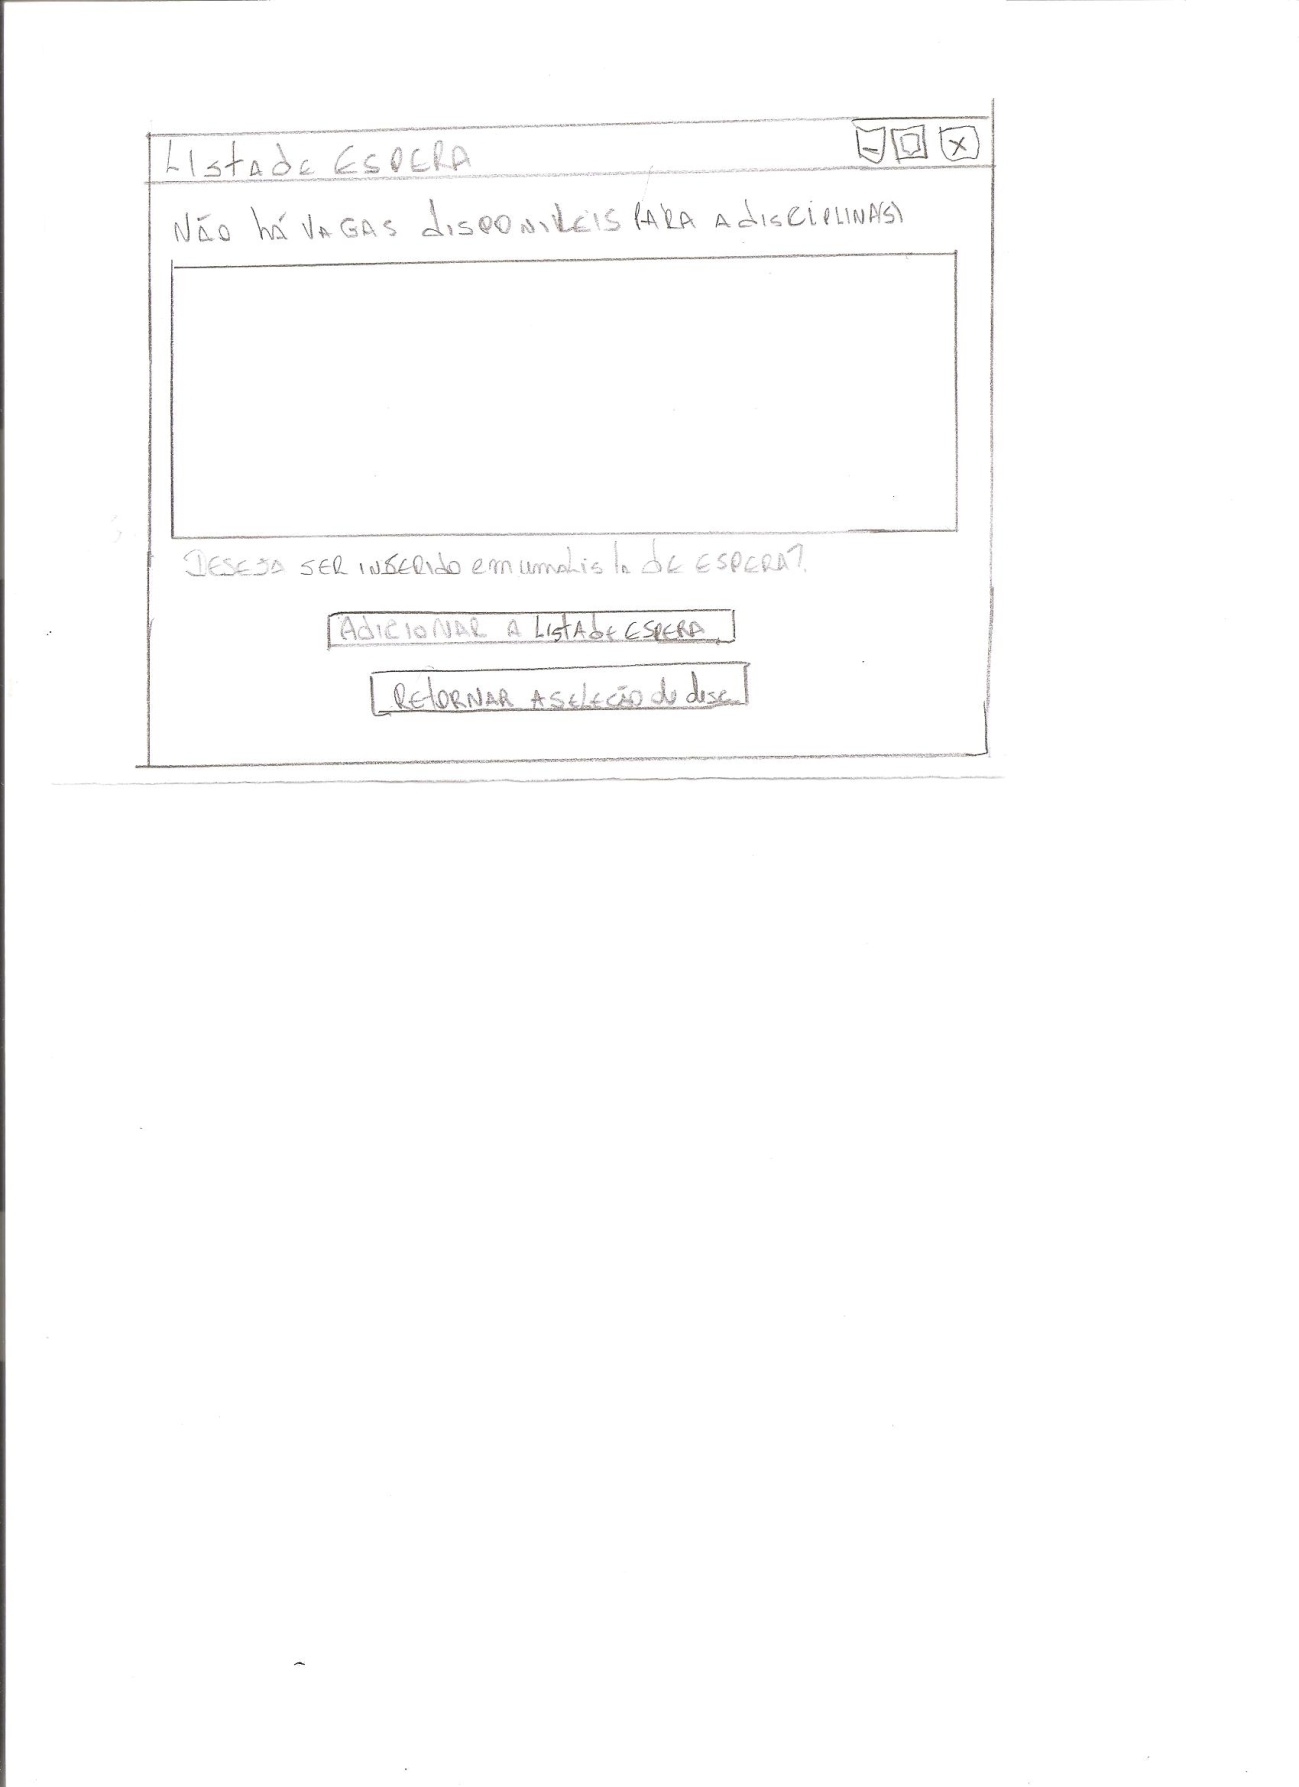 Lista de ESPERA
NÃO há VAGAS disPONIVEIS PARA A disCiPLINA(S)
DESEJA SER INSERIdo em uma Lista DE ESPERA?
AdicioNAR A Lista de ESPERA
RetORNAR A SELEÇÃO de disc.